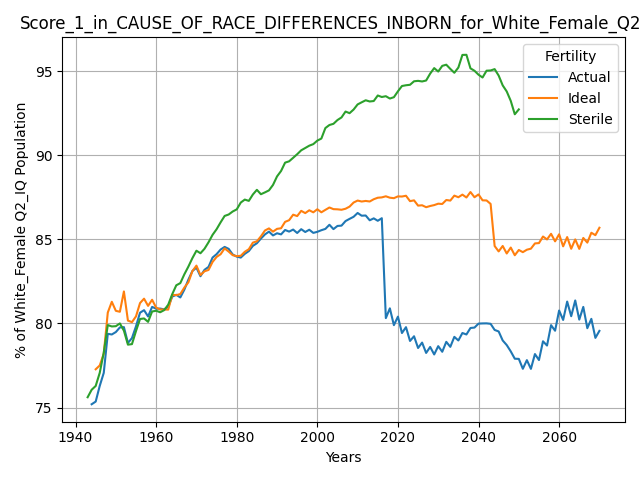 Score_1_in_CAUSE_OF_RACE_DIFFERENCES_INBORN_for_White_Female_Q2
Fertility
Actual
Ideal
Sterile
% of White_Female Q2_IQ Population
95
90
85
80
75
1940 1960 1980 2000 2020 2040 2060
Years